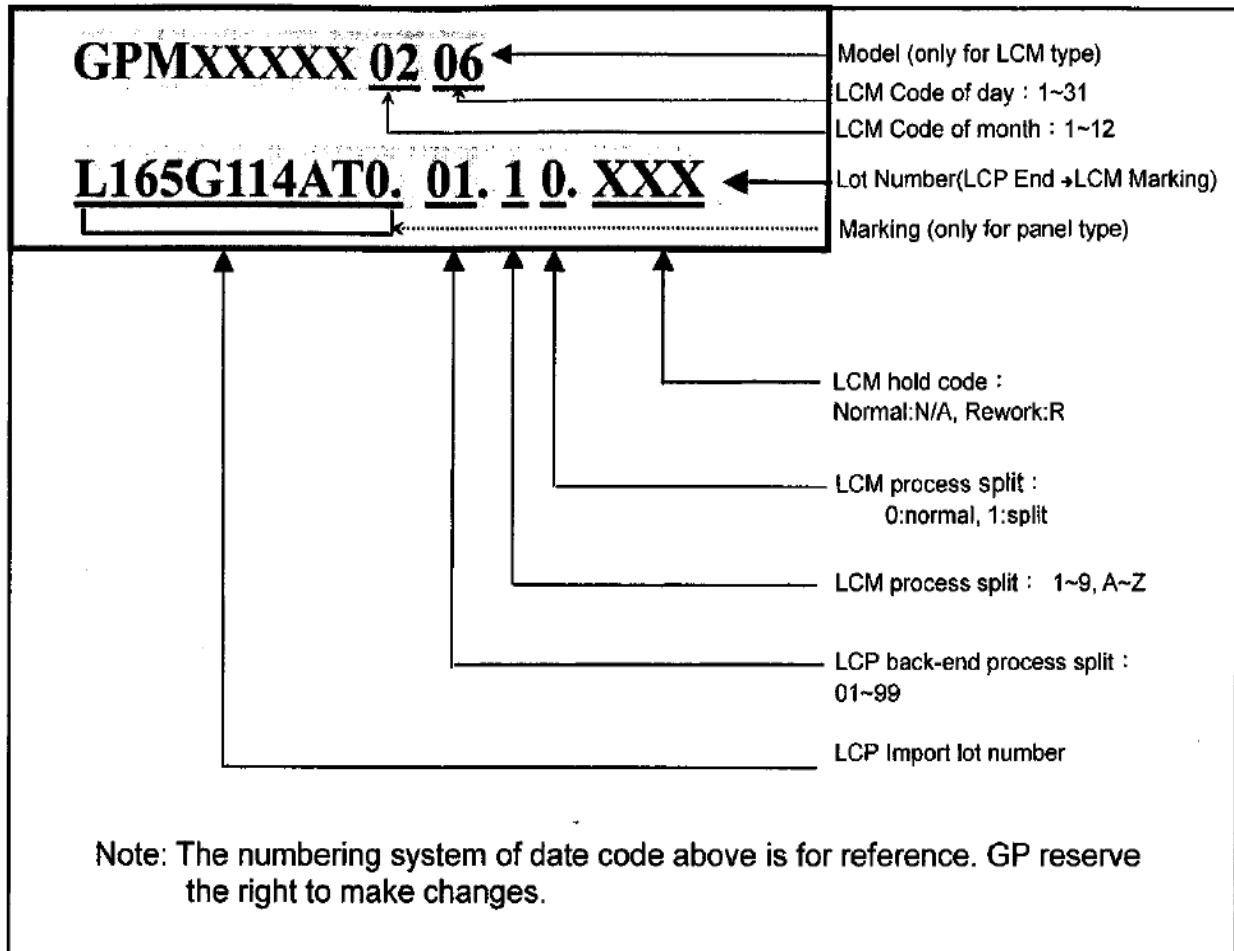 GPMXXXXX 02 06
Model (only for LCM type)
LCM Code of day : 1~31
LCM Code of month : 1~12
L165G114AT0. 01. 1 0. XXX
Lot Number(LCP End →LCM Marking)
Marking (only for panel type)
LCM hold code :
Normal:N/A, Rework:R
LCM process split :
0:normal, 1:split
LCM process split : 1~9, A~Z
LCP back-end process split :
01~99
LCP Import lot number
Note: The numbering system of date code above is for reference. GP reserve
the right to make changes.